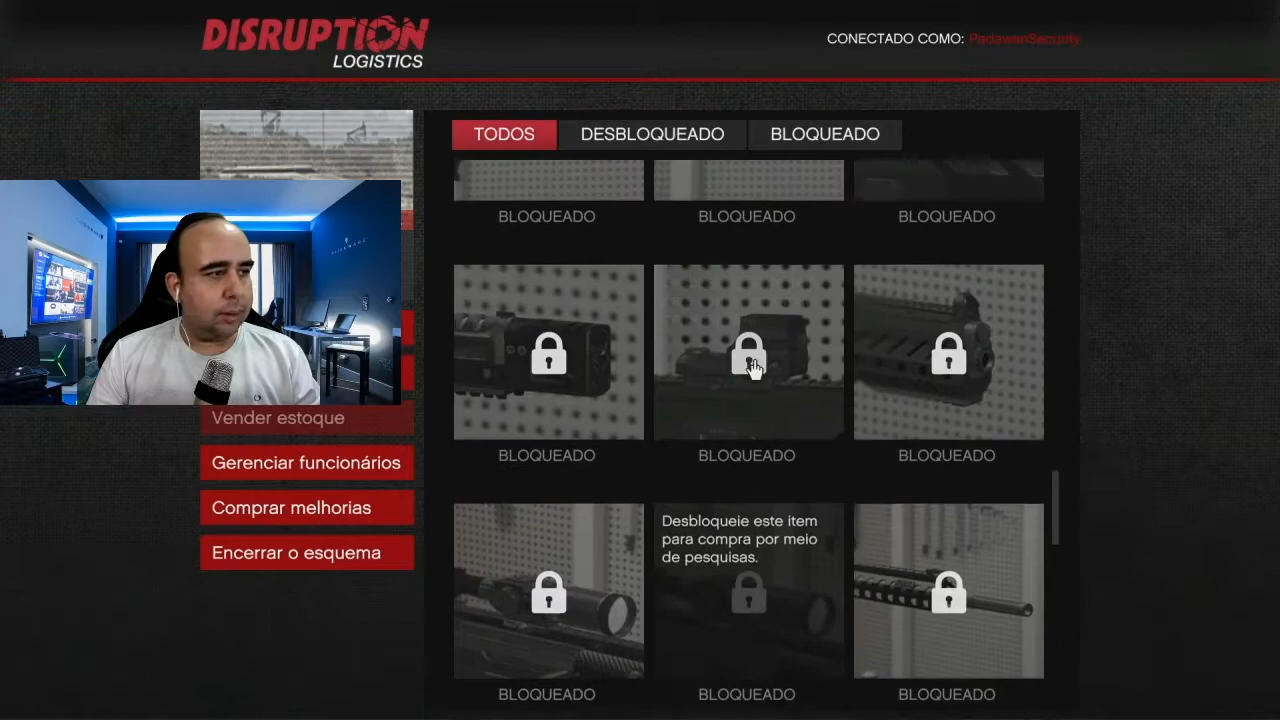 DISRUPTION
LOGISTICS
CONECTADO COMO: PadawanSecurity
TODOS
DESBLOQUEADO
BLOQUEADO
BLOQUEADO
BLOQUEADO
BLOQUEADO
Vender estoque
Gerenciar funcionários
Comprar melhorias
Encerrar o esquema
BLOQUEADO
BLOQUEADO
BLOQUEADO
Desbloqueie este item
para compra por meio
de pesquisas.
BLOQUEADO
BLOQUEADO
BLOQUEADO